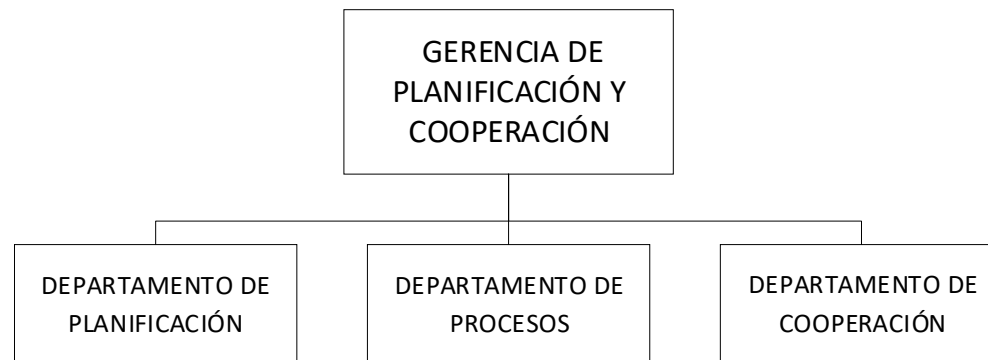 GERENCIA DE
PLANIFICACIÓN Y
COOPERACIÓN
DEPARTAMENTO DE
PLANIFICACIÓN
DEPARTAMENTO DE
PROCESOS
DEPARTAMENTO DE
COOPERACIÓN